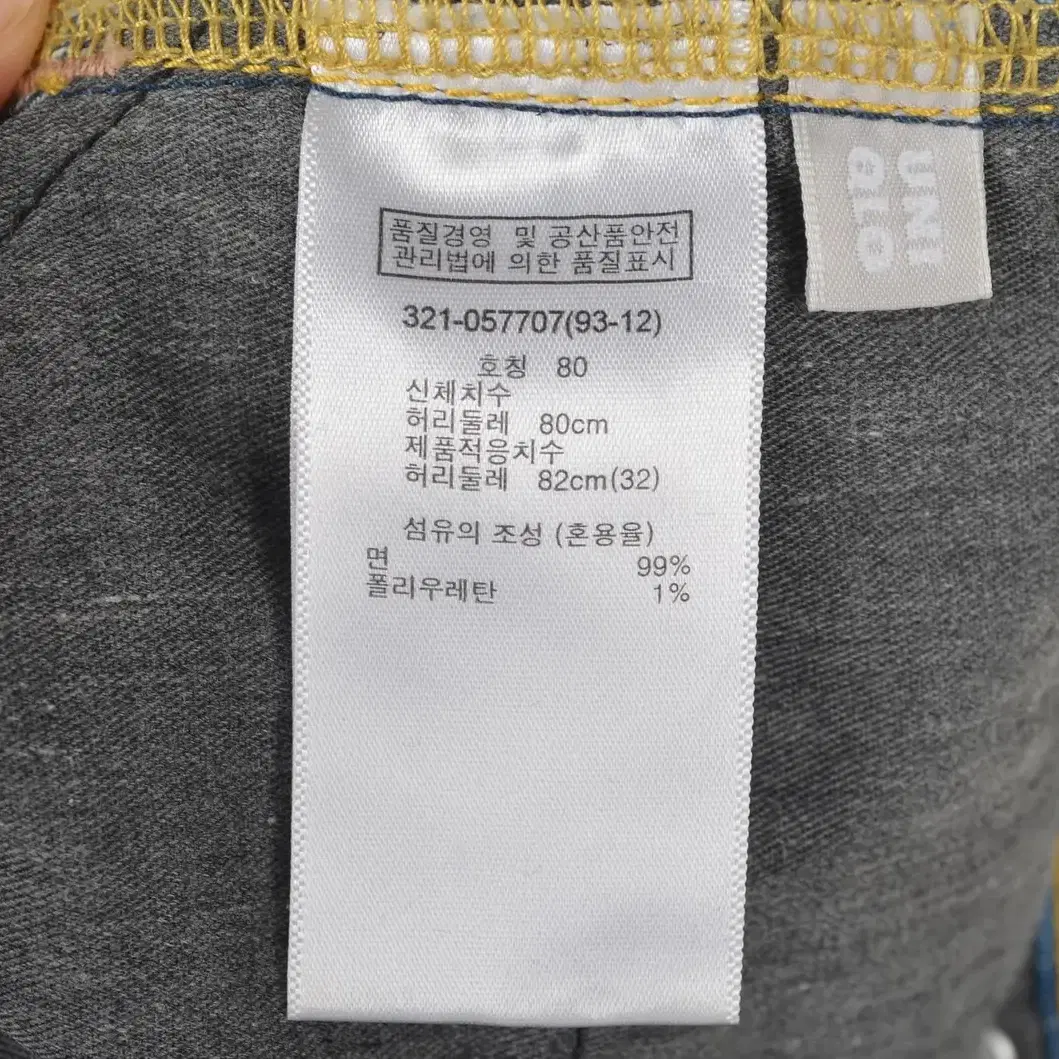 품질경영 및 공산품안전
관리법에 의한 품질표시
321-057707(93-12)
호칭 80
신체치수
허리둘레 80cm
제품적응치수
허리둘레 82cm(32)
섬유의 조성 (혼용율)
면 99%
폴리우레탄 1%
UNI
QLO